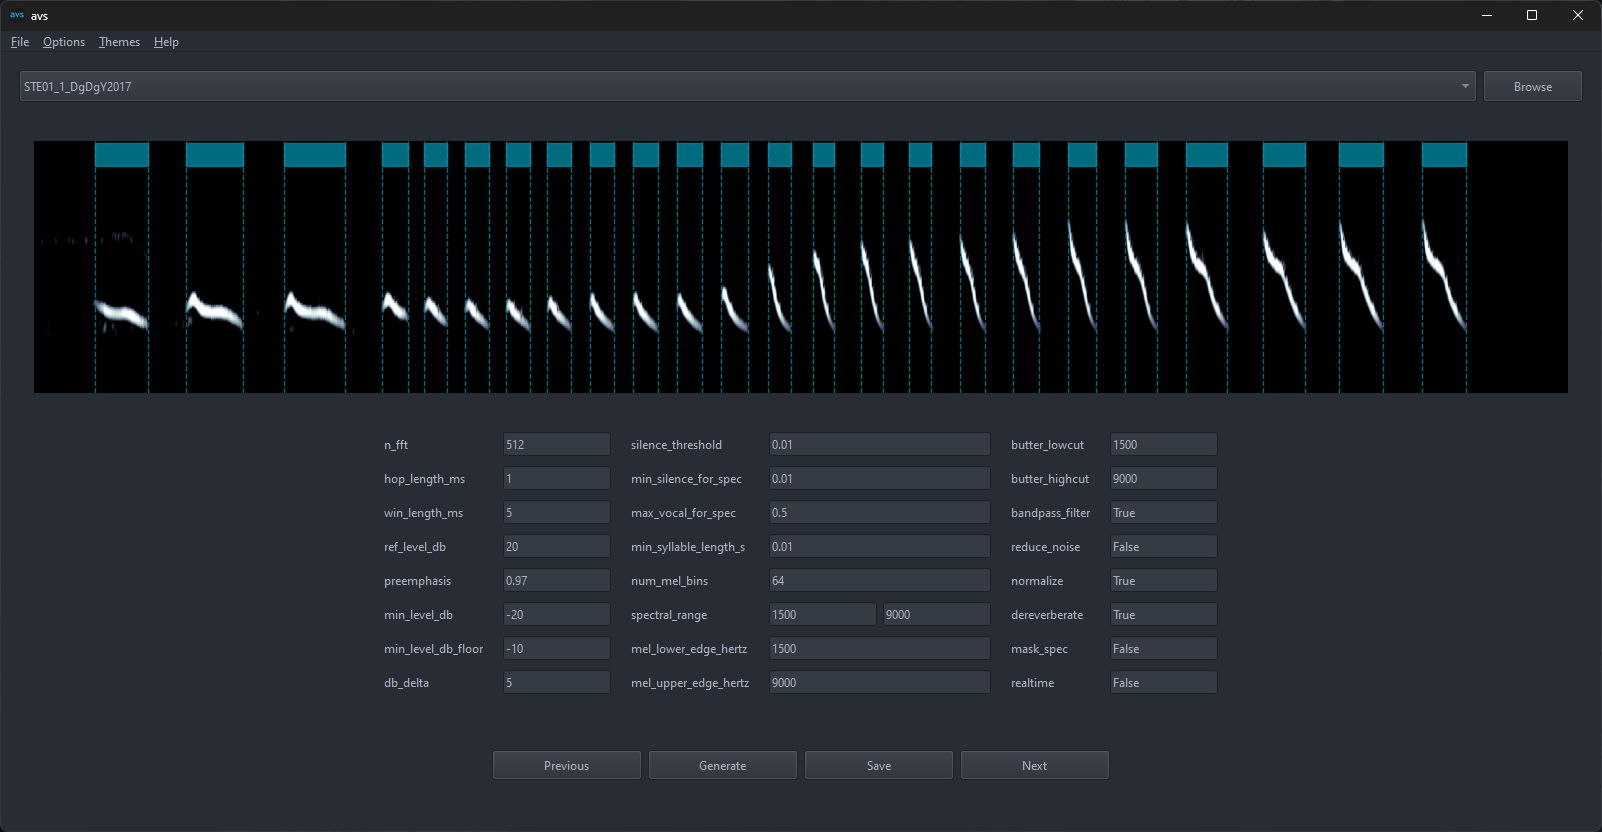 avs avs
File Options Themes Help
STE01_1_DgDgY2017 Browse
n_fft 512 silence_threshold 0.01 butter_lowcut 1500
hop_length_ms 1 min_silence_for_spec 0.01 butter_highcut 9000
win_length_ms 5 max_vocal_for_spec 0.5 bandpass_filter True
ref_level_db 20 min_syllable_length_s 0.01 reduce_noise False
preemphasis 0.97 num_mel_bins 64 normalize True
min_level_db -20 spectral_range 1500 9000 dereverberate True
min_level_db_floor -10 mel_lower_edge_hertz 1500 mask_spec False
db_delta 5 mel_upper_edge_hertz 9000 realtime False
Previous Generate Save Next